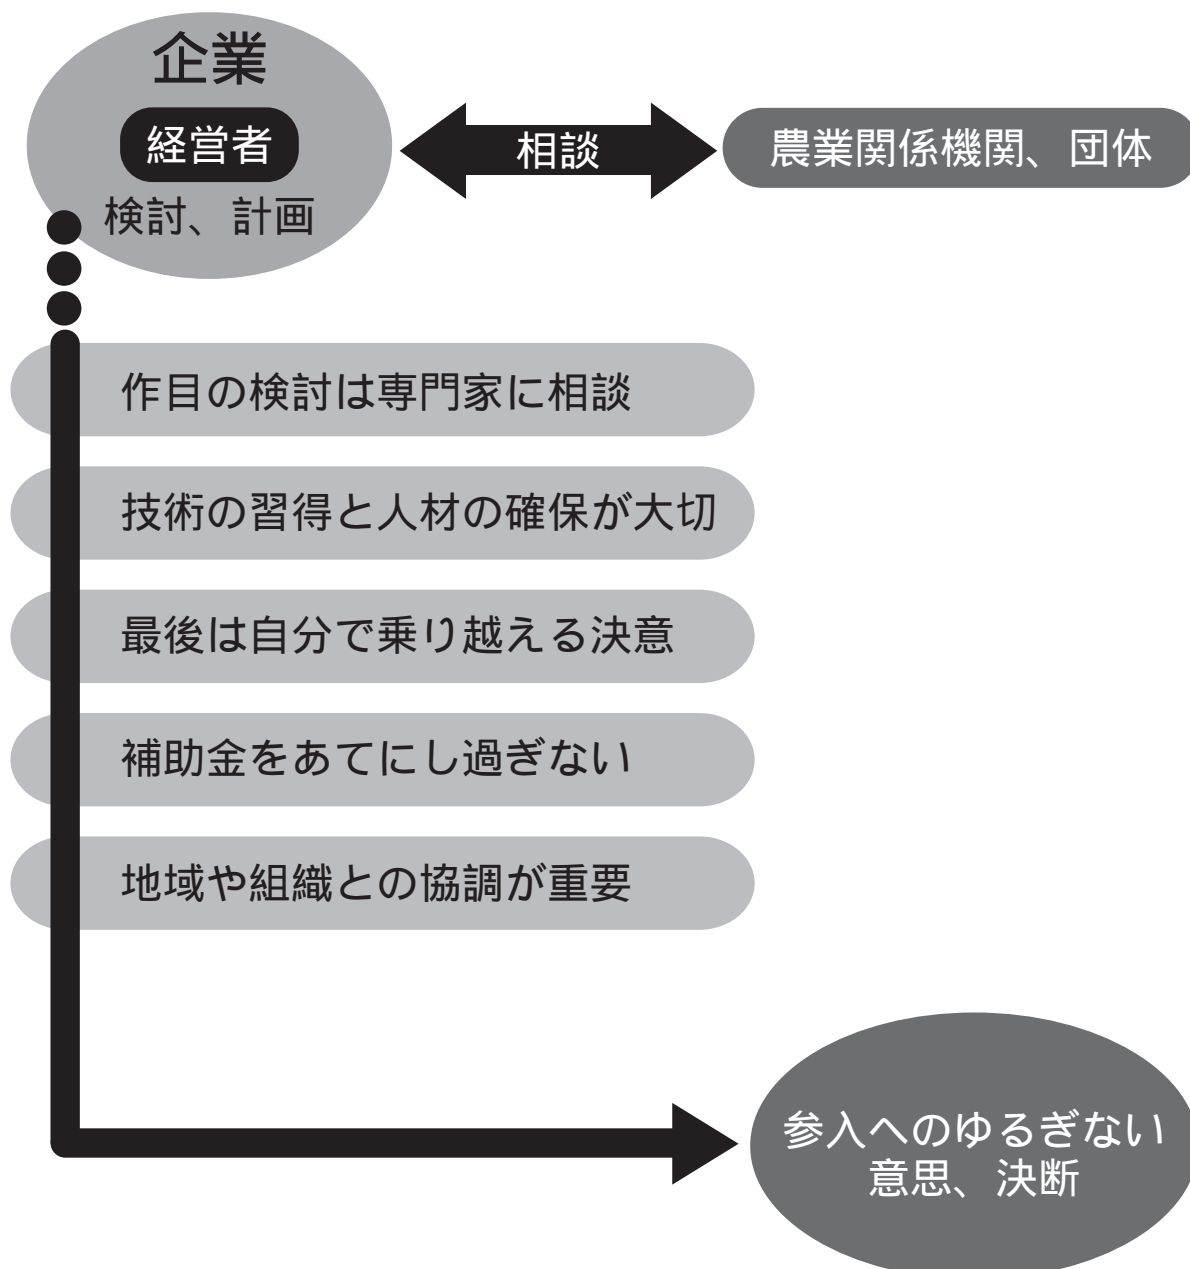 企業
経営者
検討、計画
相談
農業関係機関、団体
作目の検討は専門家に相談
技術の習得と人材の確保が大切
最後は自分で乗り越える決意
補助金をあてにし過ぎない
地域や組織との協調が重要
参入へのゆるぎない
意思、決断